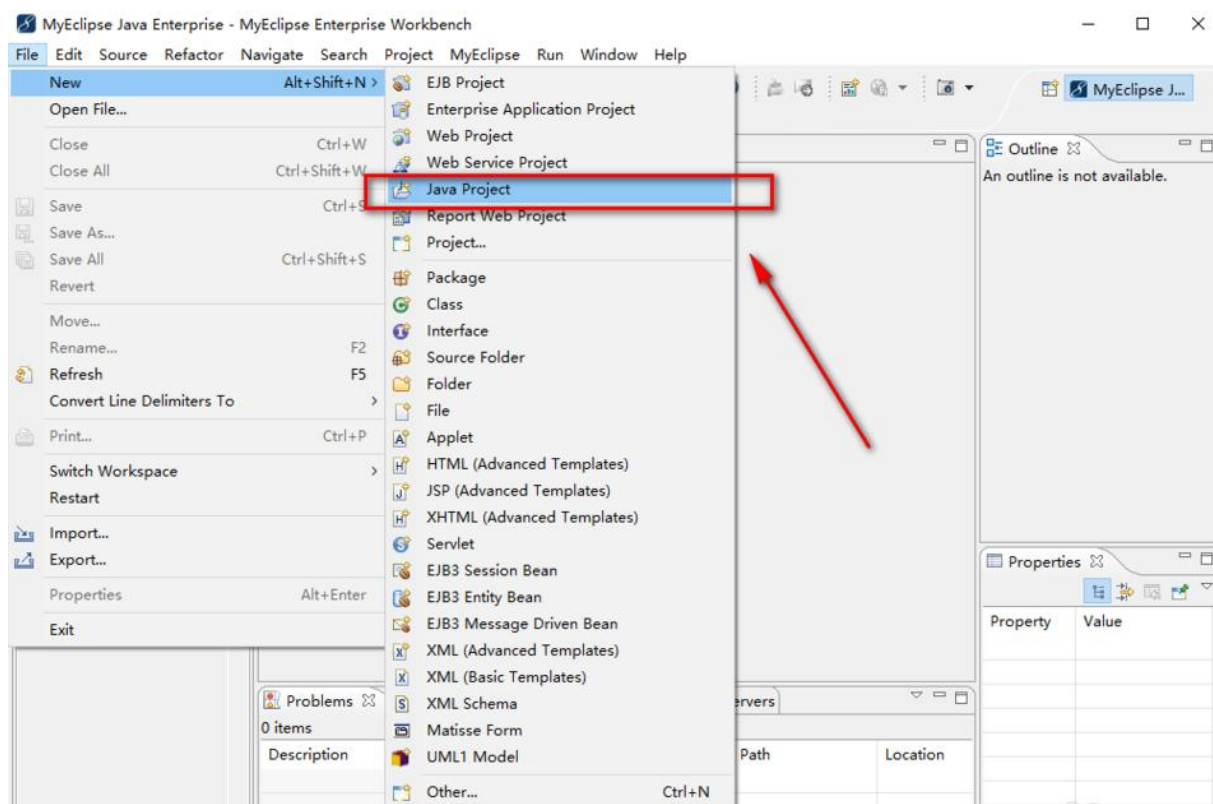 MyEclipse Java Enterprise - MyEclipse Enterprise Workbench
File Edit Source Refactor Navigate Search Project MyEclipse Run Window Help
MyEclipse J...
New Alt+Shift+N >
Open File...
Close Ctrl+W
Close All Ctrl+Shift+W
Save Ctrl+S
Save As...
Save All Ctrl+Shift+S
Revert
Move...
Rename... F2
Refresh F5
Convert Line Delimiters To >
Print... Ctrl+P
Switch Workspace >
Restart
Import...
Export...
Properties Alt+Enter
Exit
EJB Project
Enterprise Application Project
Web Project
Web Service Project
Java Project
Report Web Project
Project...
Package
Class
Interface
Source Folder
Folder
File
Applet
HTML (Advanced Templates)
JSP (Advanced Templates)
XHTML (Advanced Templates)
Servlet
EJB3 Session Bean
EJB3 Entity Bean
EJB3 Message Driven Bean
XML (Advanced Templates)
XML (Basic Templates)
XML Schema
Matisse Form
UML1 Model
Other... Ctrl+N
Outline
An outline is not available.
Properties
Property Value
Problems
ervers
0 items
Description Path Location